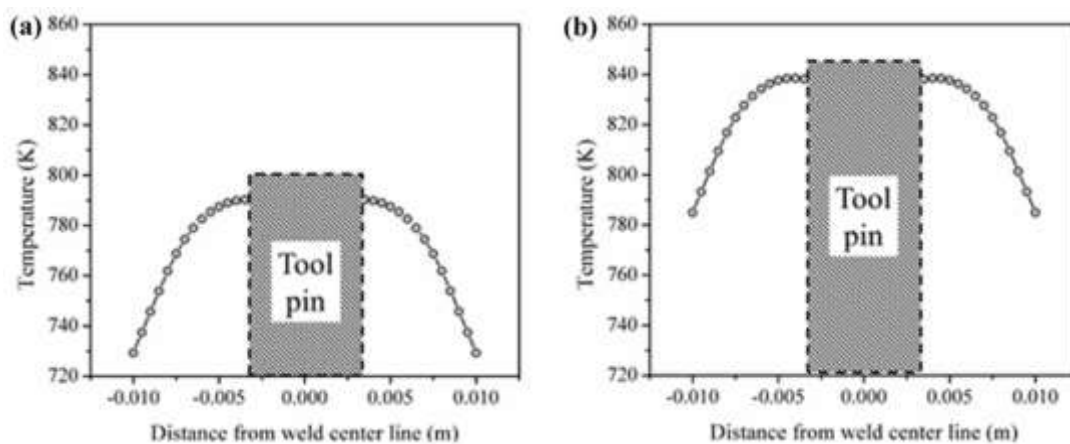 (a)
860
840
820
800
780
760
740
720
Temperature (K)
Tool
pin
-0.010
-0.005
0.000
0.005
0.010
Distance from weld center line (m)
(b)
860
840
820
800
780
760
740
720
Temperature (K)
Tool
pin
-0.010
-0.005
0.000
0.005
0.010
Distance from weld center line (m)